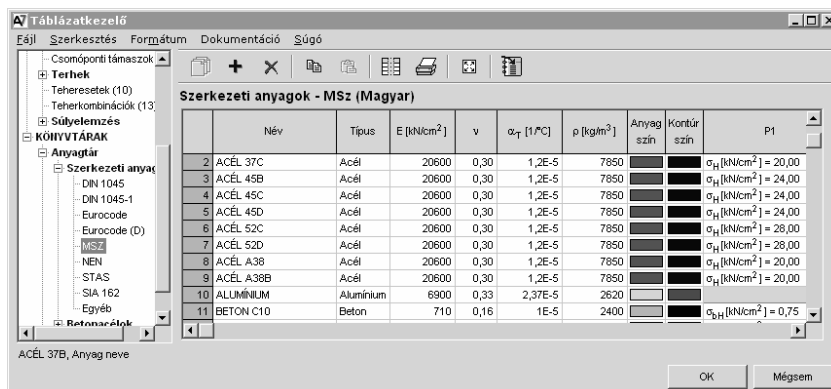 Táblázatkezelő
Fájl Szerkesztés Formátum Dokumentáció Súgó
Csomóponti támaszok
Terhek
Teheresetek (10)
Teherkombinációk (13)
Súlyelemzés
KÖNYVTÁRAK
Anyagtár
Szerkezeti anyag
DIN 1045
DIN 1045-1
Eurocode
Eurocode (D)
MSZ
NEN
STAS
SIA 162
Egyéb
Betonacélok
Szerkezeti anyagok - MSz (Magyar)
Név Típus E [kN/cm²] ν αT [1/°C] ρ [kg/m³] Anyag szín Kontúr szín P1
2 ACÉL 37C Acél 20600 0,30 1,2E-5 7850 σH[kN/cm²] = 20,00
3 ACÉL 45B Acél 20600 0,30 1,2E-5 7850 σH[kN/cm²] = 24,00
4 ACÉL 45C Acél 20600 0,30 1,2E-5 7850 σH[kN/cm²] = 24,00
5 ACÉL 45D Acél 20600 0,30 1,2E-5 7850 σH[kN/cm²] = 24,00
6 ACÉL 52C Acél 20600 0,30 1,2E-5 7850 σH[kN/cm²] = 28,00
7 ACÉL 52D Acél 20600 0,30 1,2E-5 7850 σH[kN/cm²] = 28,00
8 ACÉL A38 Acél 20600 0,30 1,2E-5 7850 σH[kN/cm²] = 20,00
9 ACÉL A38B Acél 20600 0,30 1,2E-5 7850 σH[kN/cm²] = 20,00
10 ALUMÍNIUM Alumínium 6900 0,33 2,37E-5 2620
11 BETON C10 Beton 710 0,16 1E-5 2400 σbH[kN/cm²] = 0,75
ACÉL 37B, Anyag neve
OK Mégsem